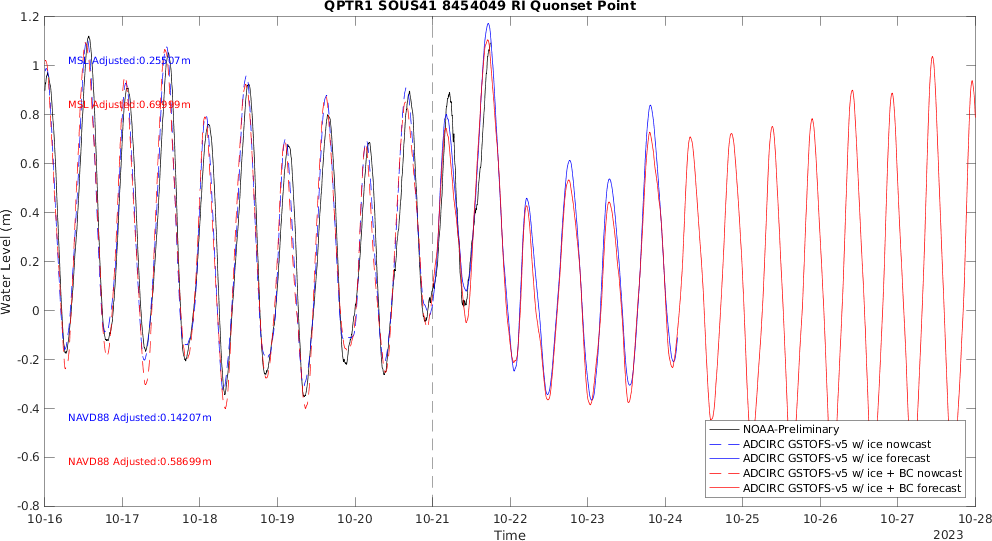 QPTR1 SOUS41 8454049 RI Quonset Point
1.2
1
0.8
0.6
0.4
0.2
0
-0.2
-0.4
-0.6
-0.8
Water Level (m)
MSL Adjusted:0.25507m
MSL Adjusted:0.69999m
NAVD88 Adjusted:0.14207m
NAVD88 Adjusted:0.58699m
NOAA-Preliminary
ADCIRC GSTOFS-v5 w/ ice nowcast
ADCIRC GSTOFS-v5 w/ ice forecast
ADCIRC GSTOFS-v5 w/ ice + BC nowcast
ADCIRC GSTOFS-v5 w/ ice + BC forecast
10-16 10-17 10-18 10-19 10-20 10-21 10-22 10-23 10-24 10-25 10-26 10-27 10-28
Time
2023